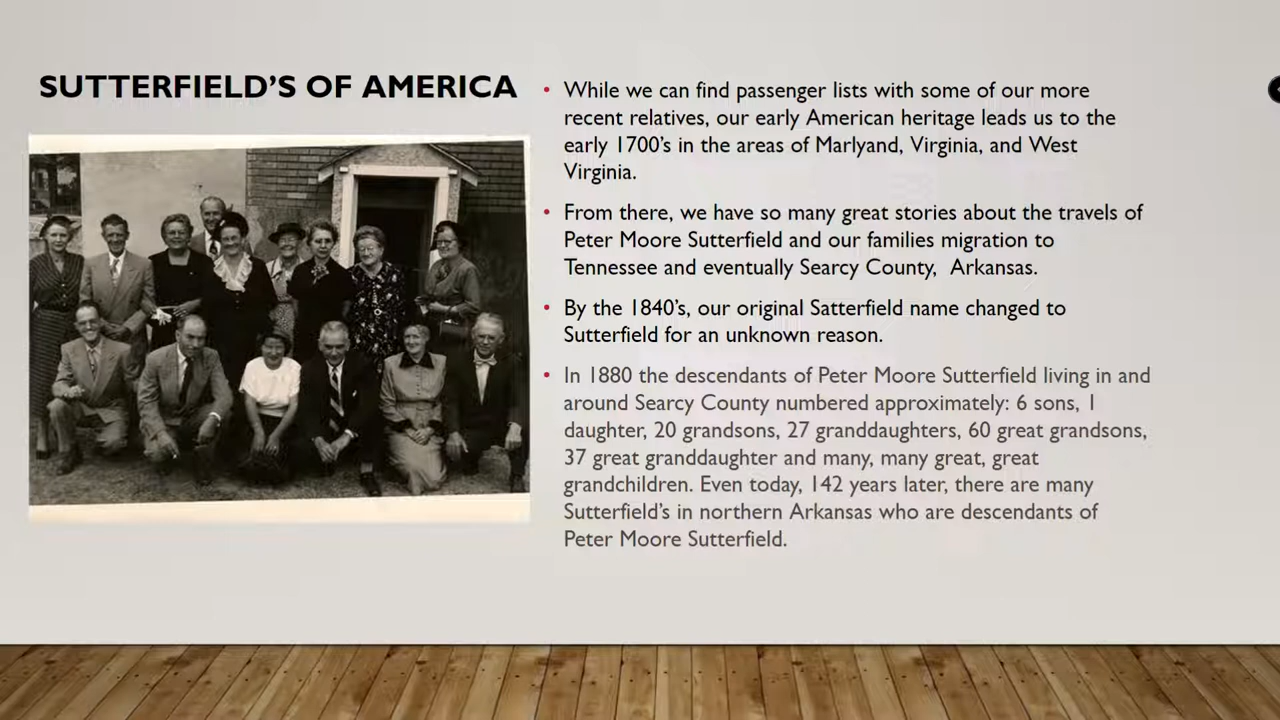 SUTTERFIELD’S OF AMERICA
• While we can find passenger lists with some of our more
recent relatives, our early American heritage leads us to the
early 1700’s in the areas of Marlyand, Virginia, and West
Virginia.
• From there, we have so many great stories about the travels of
Peter Moore Sutterfield and our families migration to
Tennessee and eventually Searcy County, Arkansas.
• By the 1840’s, our original Satterfield name changed to
Sutterfield for an unknown reason.
• In 1880 the descendants of Peter Moore Sutterfield living in and
around Searcy County numbered approximately: 6 sons, 1
daughter, 20 grandsons, 27 granddaughters, 60 great grandsons,
37 great granddaughter and many, many great, great
grandchildren. Even today, 142 years later, there are many
Sutterfield’s in northern Arkansas who are descendants of
Peter Moore Sutterfield.